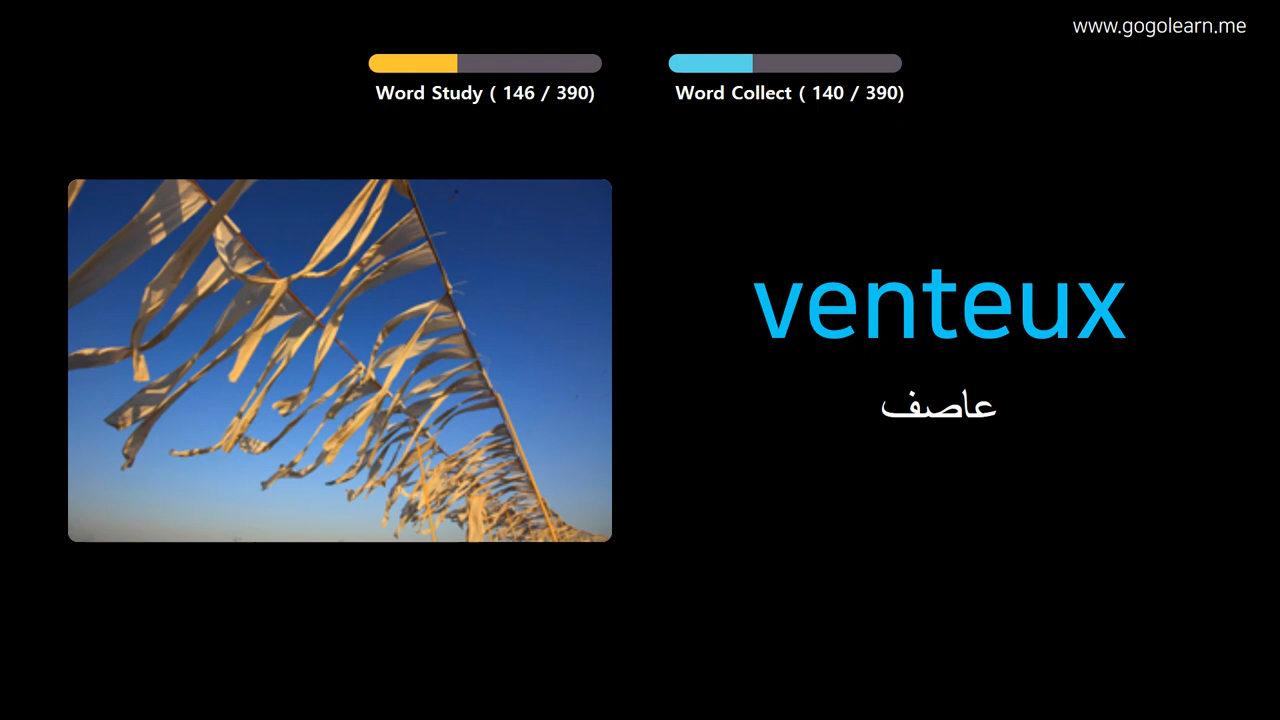 www.gogolearn.me
Word Study ( 146 / 390)
Word Collect ( 140 / 390)
venteux
عاصف